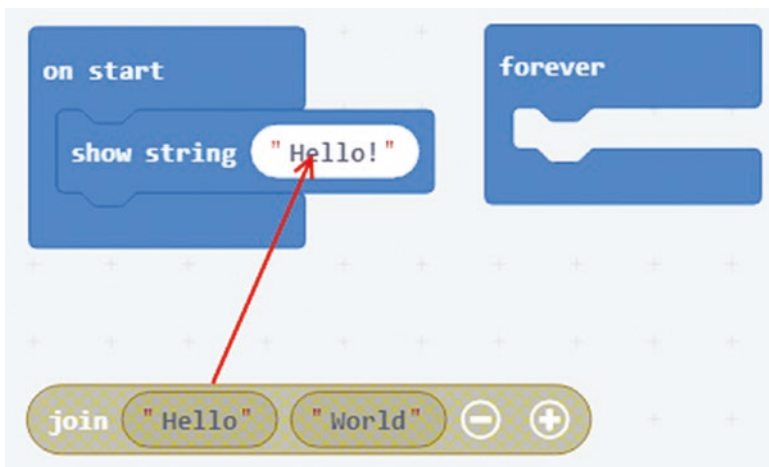 on start
forever
show string "Hello!"
join "Hello" "World"